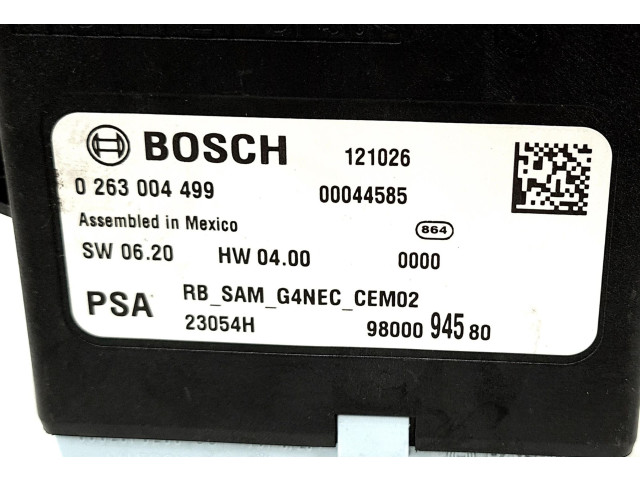 BOSCH 121026
0 263 004 499 00044585
Assembled in Mexico 864
SW 06.20 HW 04.00 0000
PSA RB_SAM_G4NEC_CEM02
23054H 98000 945 80